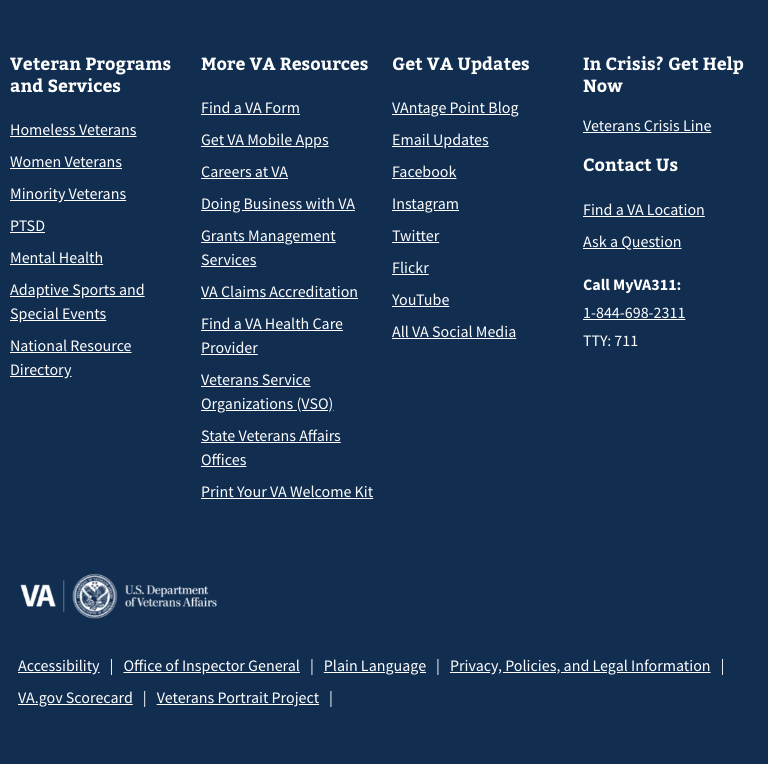 Veteran Programs
and Services
Homeless Veterans
Women Veterans
Minority Veterans
PTSD
Mental Health
Adaptive Sports and
Special Events
National Resource
Directory
More VA Resources
Find a VA Form
Get VA Mobile Apps
Careers at VA
Doing Business with VA
Grants Management
Services
VA Claims Accreditation
Find a VA Health Care
Provider
Veterans Service
Organizations (VSO)
State Veterans Affairs
Offices
Print Your VA Welcome Kit
Get VA Updates
VAntage Point Blog
Email Updates
Facebook
Instagram
Twitter
Flickr
YouTube
All VA Social Media
In Crisis? Get Help
Now
Veterans Crisis Line
Contact Us
Find a VA Location
Ask a Question
Call MyVA311:
1-844-698-2311
TTY: 711
VA
U.S. Department
of Veterans Affairs
Accessibility | Office of Inspector General | Plain Language | Privacy, Policies, and Legal Information |
VA.gov Scorecard | Veterans Portrait Project |